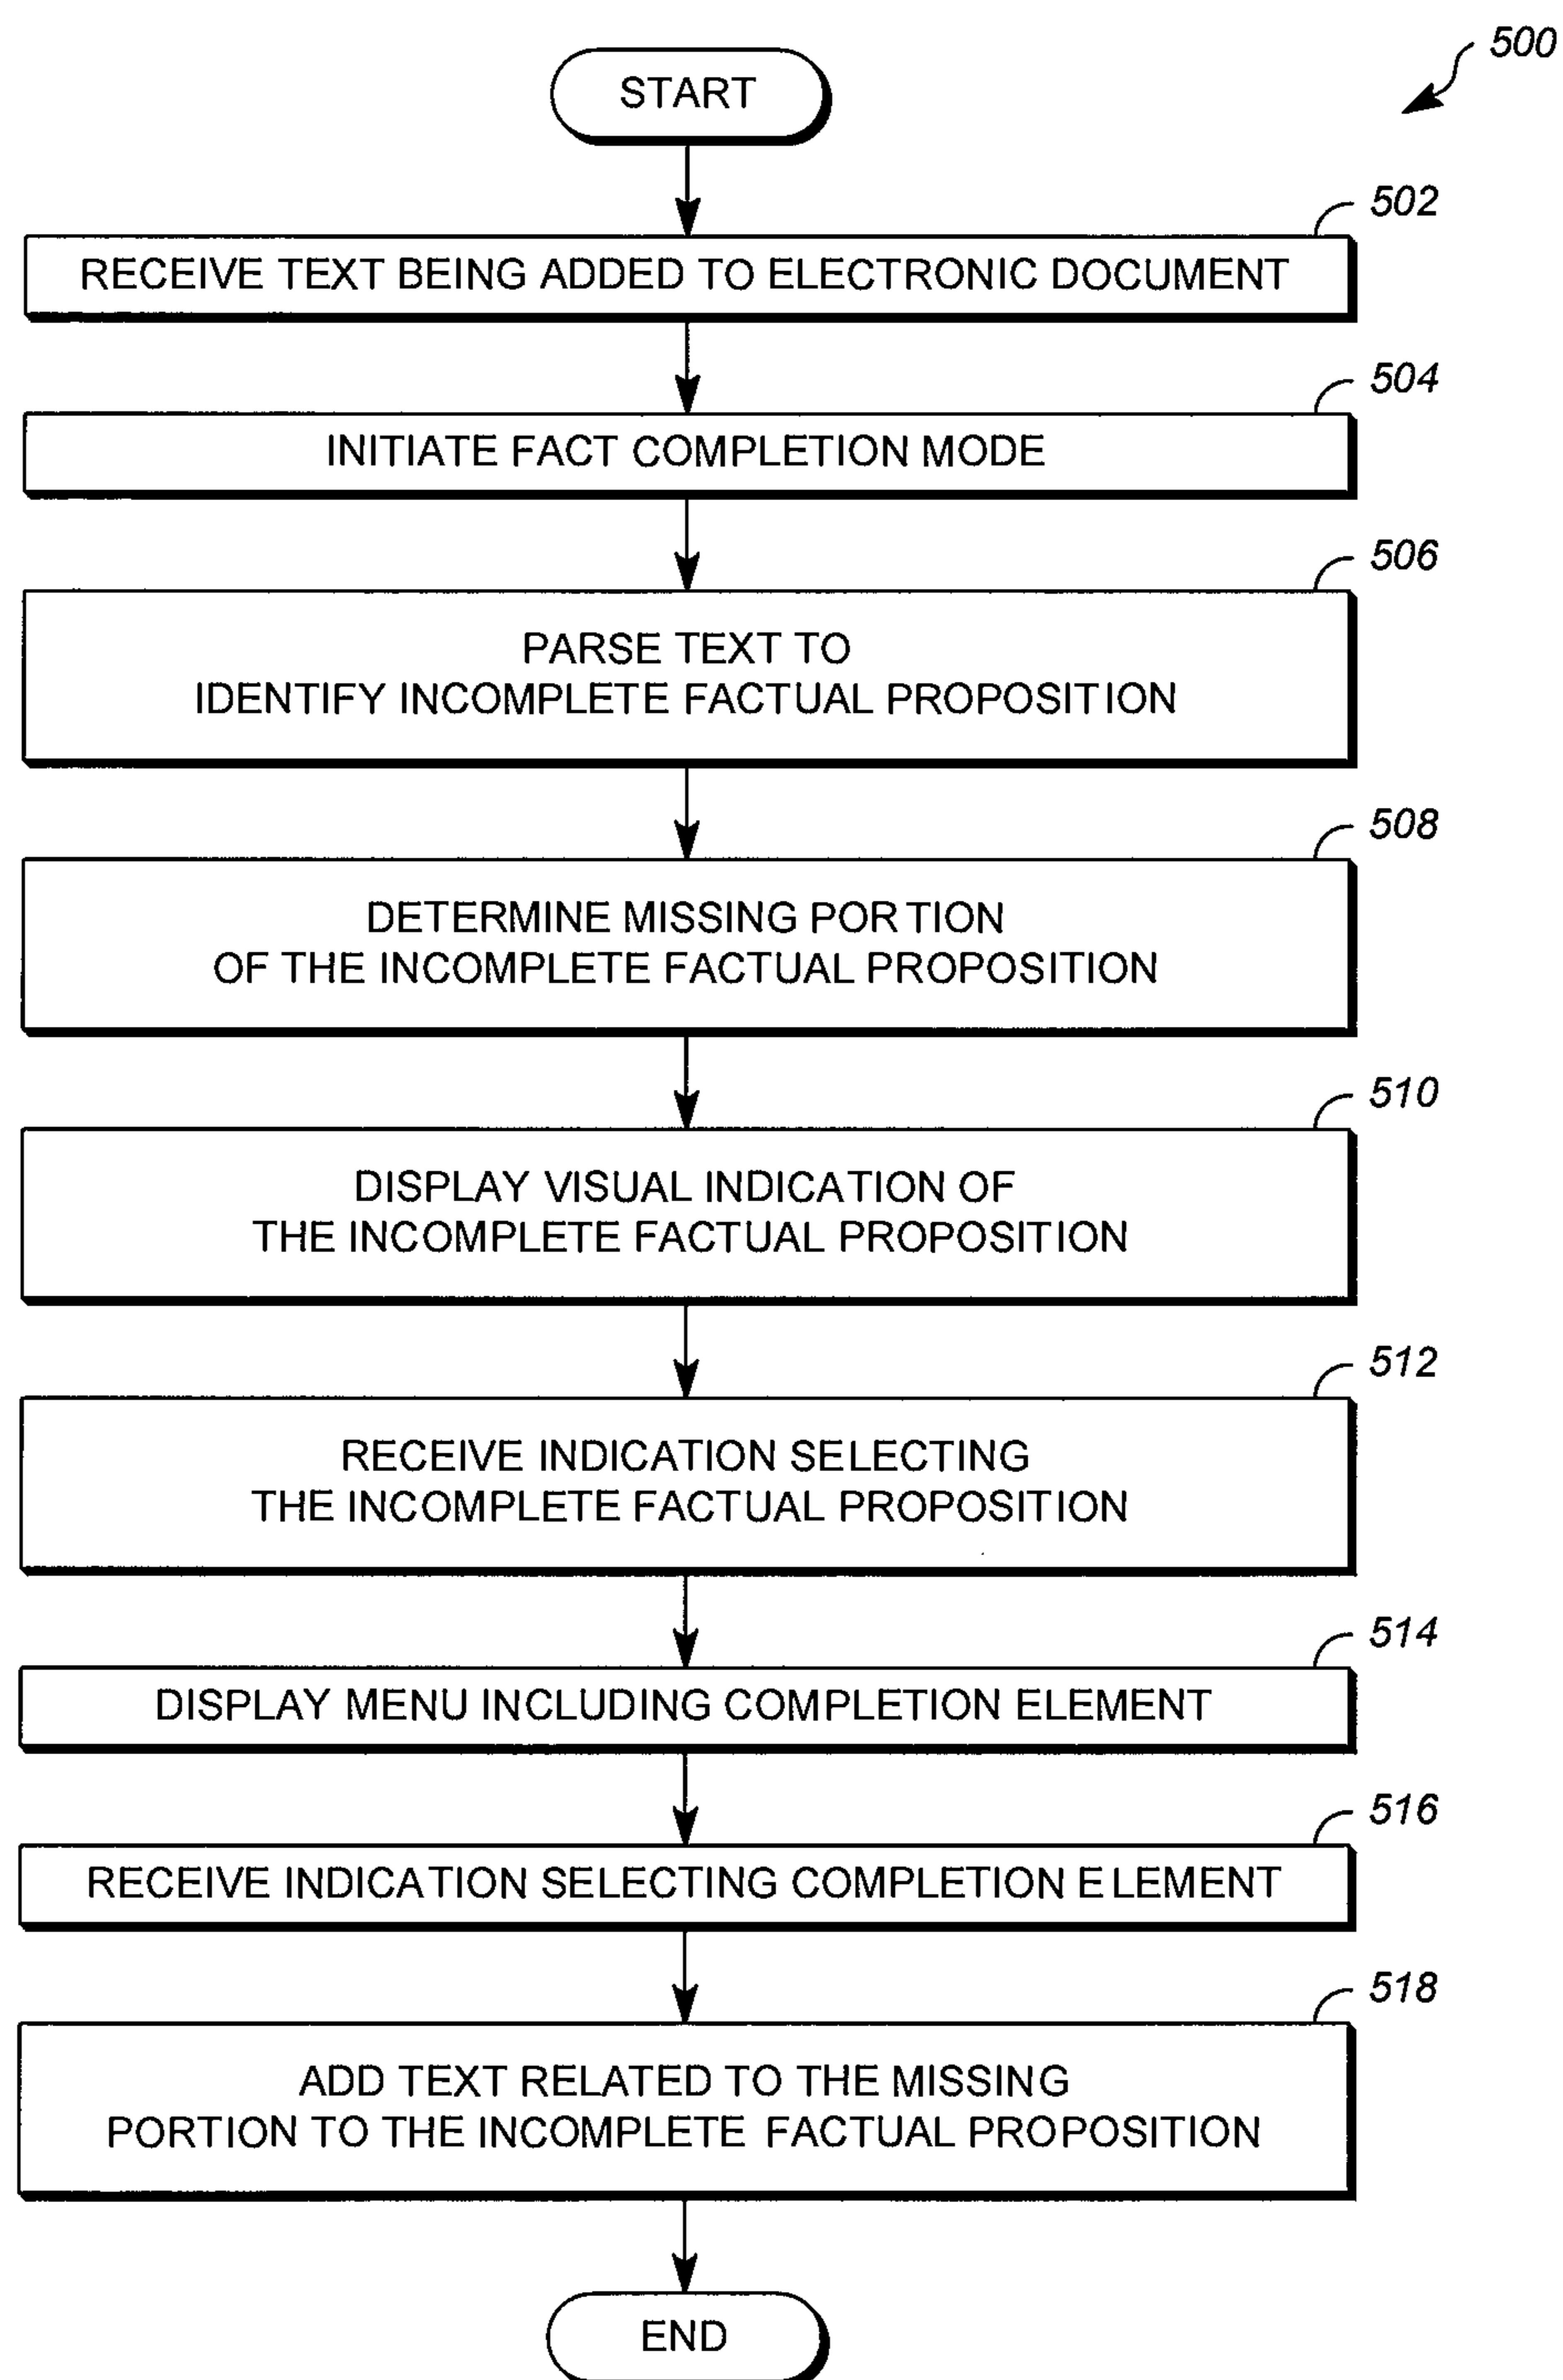 500
START
502
RECEIVE TEXT BEING ADDED TO ELECTRONIC DOCUMENT
504
INITIATE FACT COMPLETION MODE
506
PARSE TEXT TO
IDENTIFY INCOMPLETE FACTUAL PROPOSITION
508
DETERMINE MISSING PORTION
OF THE INCOMPLETE FACTUAL PROPOSITION
510
DISPLAY VISUAL INDICATION OF
THE INCOMPLETE FACTUAL PROPOSITION
512
RECEIVE INDICATION SELECTING
THE INCOMPLETE FACTUAL PROPOSITION
514
DISPLAY MENU INCLUDING COMPLETION ELEMENT
516
RECEIVE INDICATION SELECTING COMPLETION ELEMENT
518
ADD TEXT RELATED TO THE MISSING
PORTION TO THE INCOMPLETE FACTUAL PROPOSITION
END